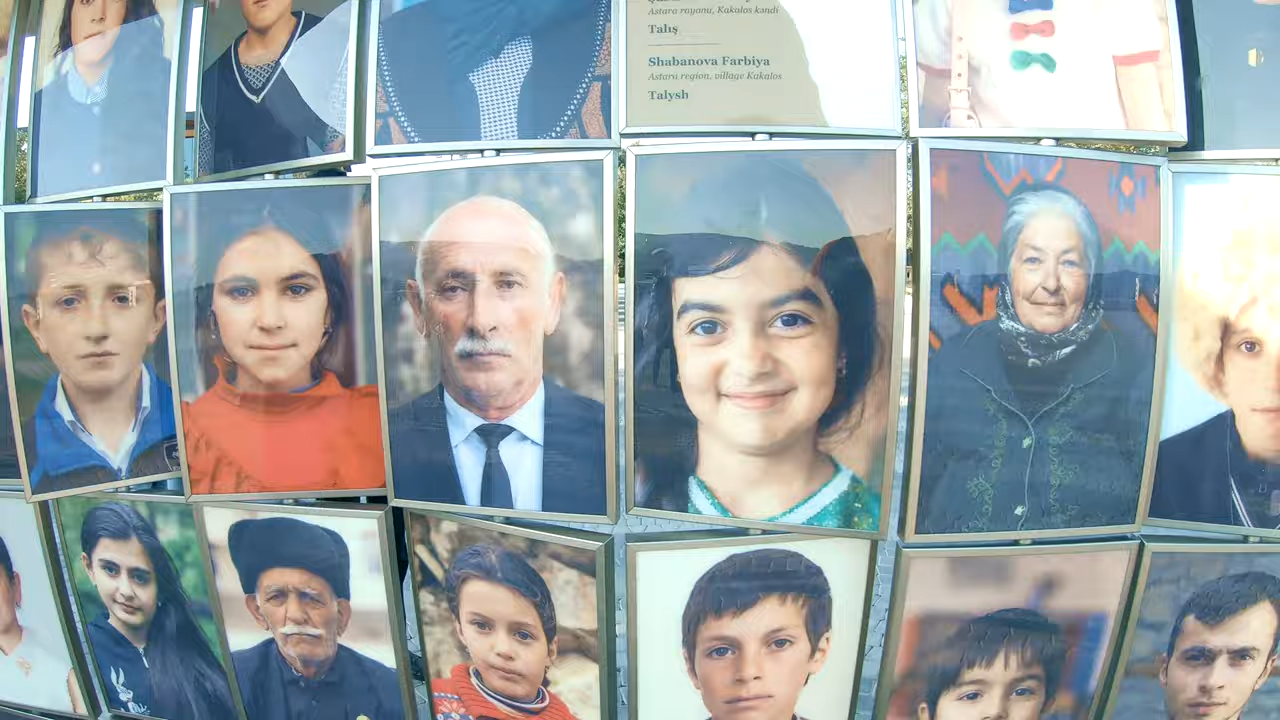 Astara rayonu, Kakalos kəndi
Talış
Shabanova Farbiya
Astara region, village Kakalos
Talysh